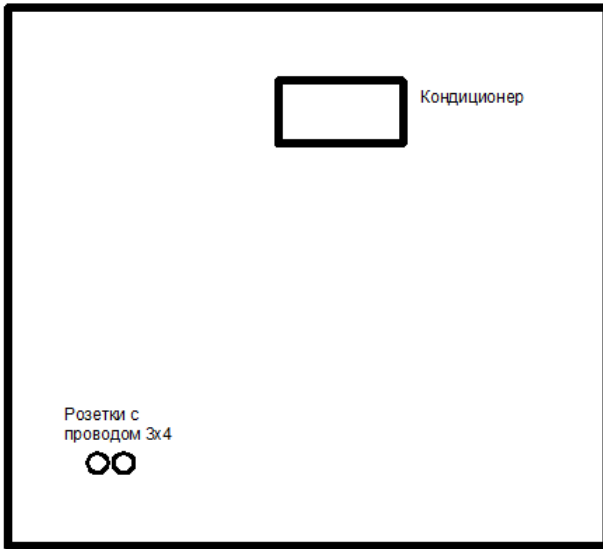 Кондиционер
Розетки с
проводом 3х4